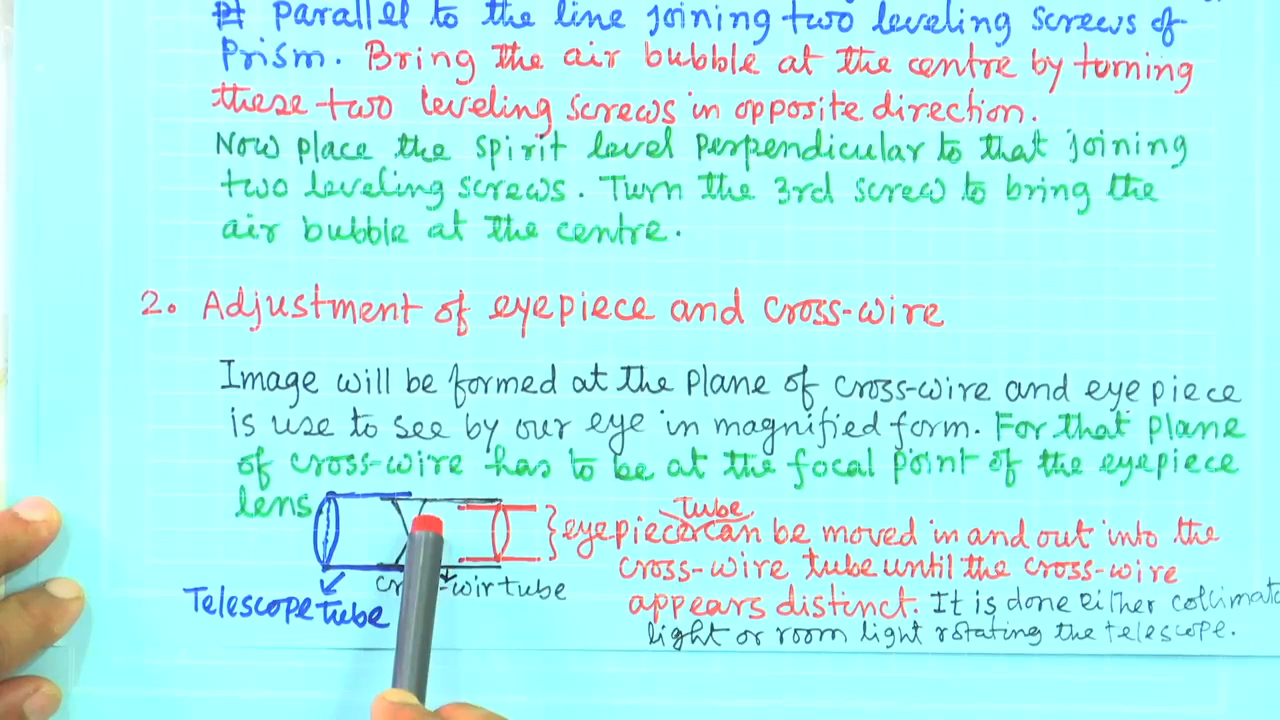 parallel to the line joining two leveling screws of
Prism. Bring the air bubble at the centre by turning
these two leveling screws in opposite direction.
Now place the spirit level perpendicular to that joining
two leveling screws. Turn the 3rd screw to bring the
air bubble at the centre.
2. Adjustment of eyepiece and cross-wire
Image will be formed at the plane of cross-wire and eye piece
is use to see by our eye in magnified form. For that plane
of cross-wire has to be at the focal point of the eyepiece
lens
tube
eyepiece can be moved in and out into the
cross-wire tube until the cross-wire
appears distinct. It is done either collimat
light or room light rotating the telescope.
wir tube
Telescope tube